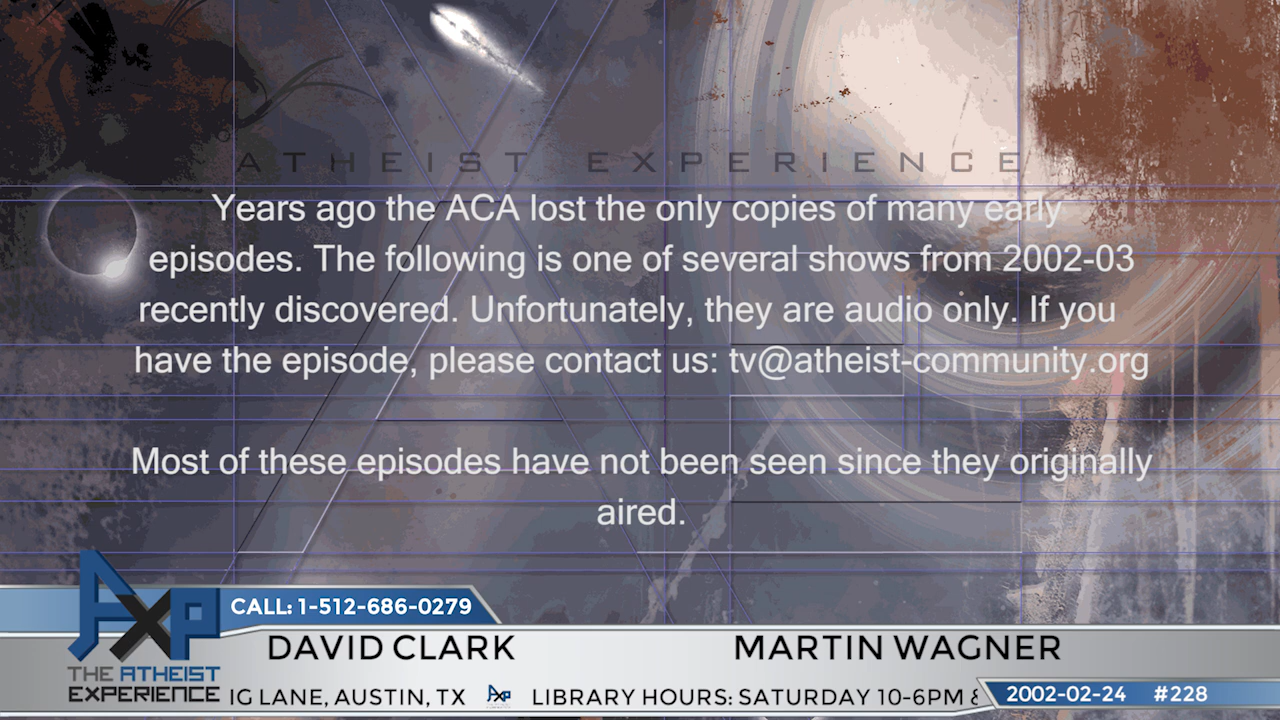 ATHEIST EXPERIENCE
Years ago the ACA lost the only copies of many early
episodes. The following is one of several shows from 2002-03
recently discovered. Unfortunately, they are audio only. If you
have the episode, please contact us: tv@atheist-community.org
Most of these episodes have not been seen since they originally
aired.
CALL: 1-512-686-0279
DAVID CLARK
MARTIN WAGNER
AXP
THE ATHEIST
EXPERIENCE
IG LANE, AUSTIN, TX AXP LIBRARY HOURS: SATURDAY 10-6PM &
2002-02-24 #228